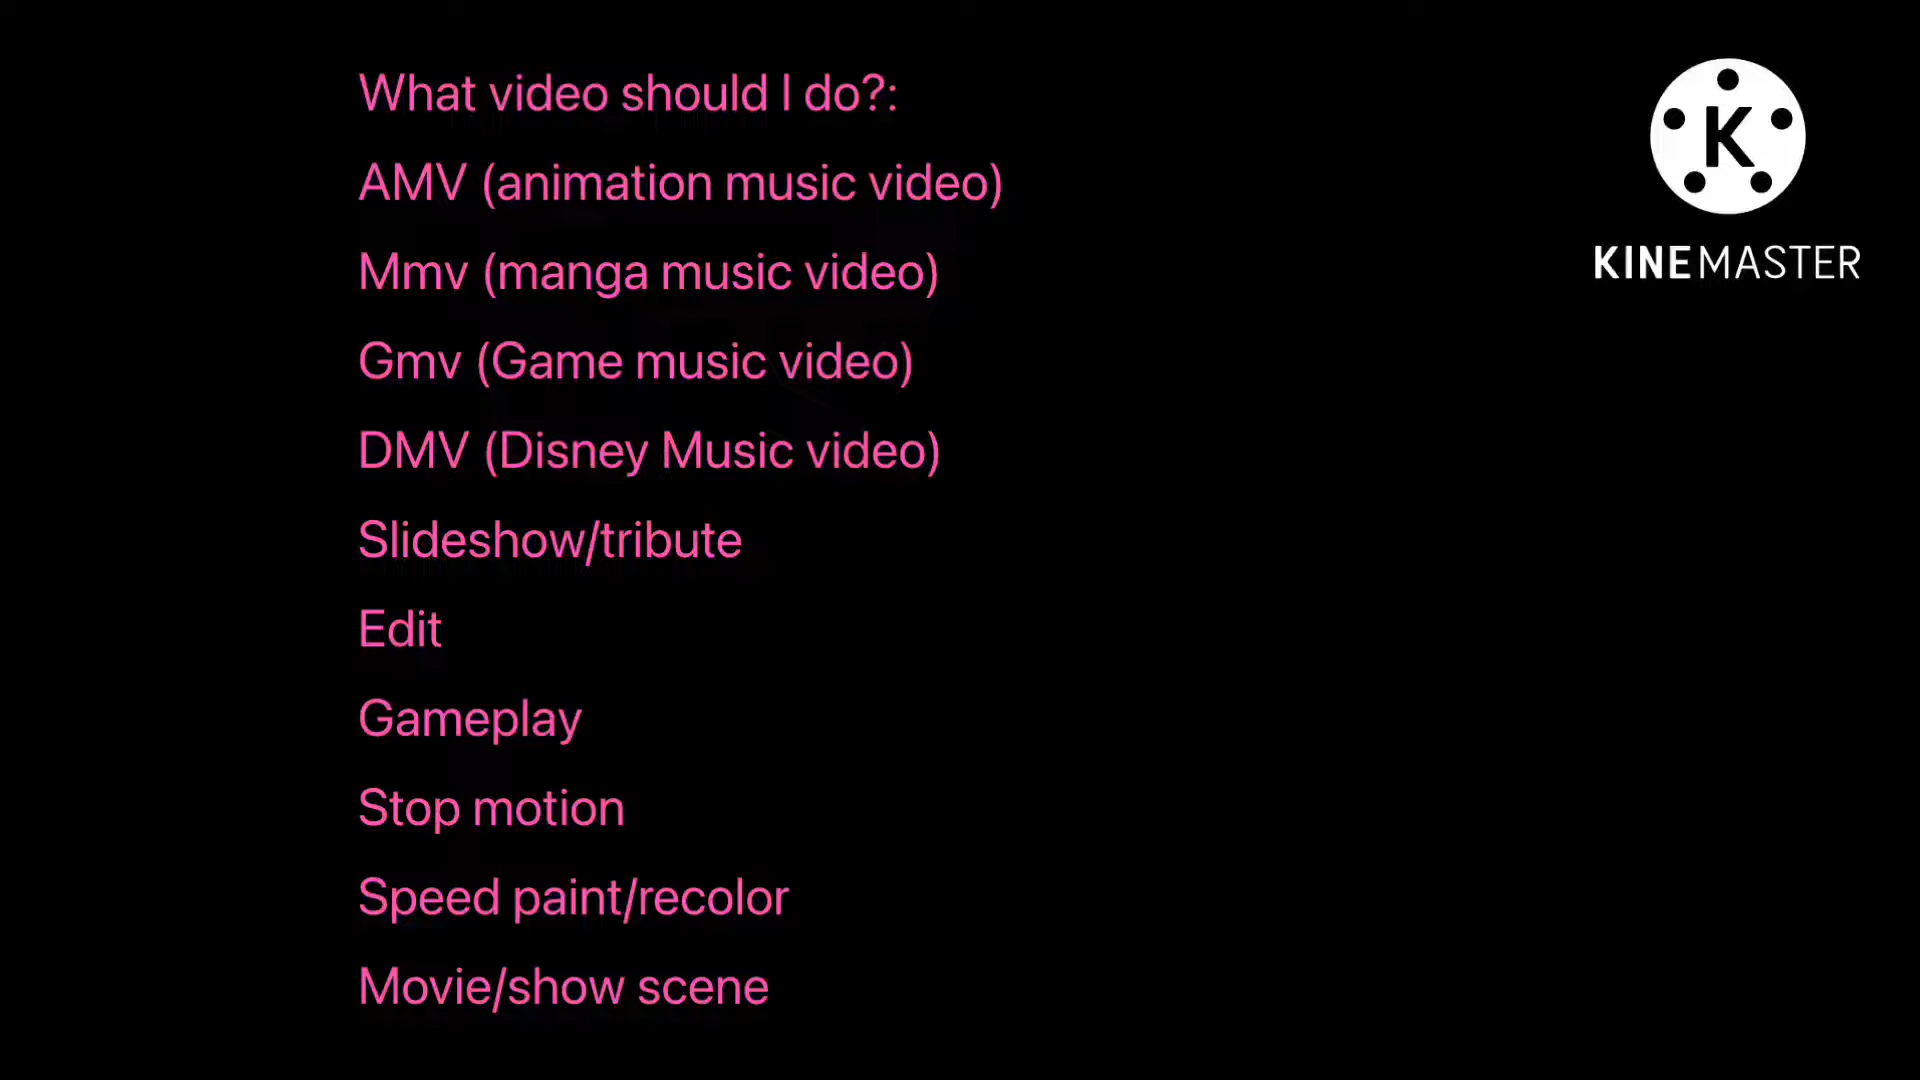 What video should I do?:
AMV (animation music video)
Mmv (manga music video)
Gmv (Game music video)
DMV (Disney Music video)
Slideshow/tribute
Edit
Gameplay
Stop motion
Speed paint/recolor
Movie/show scene
K
KINEMASTER